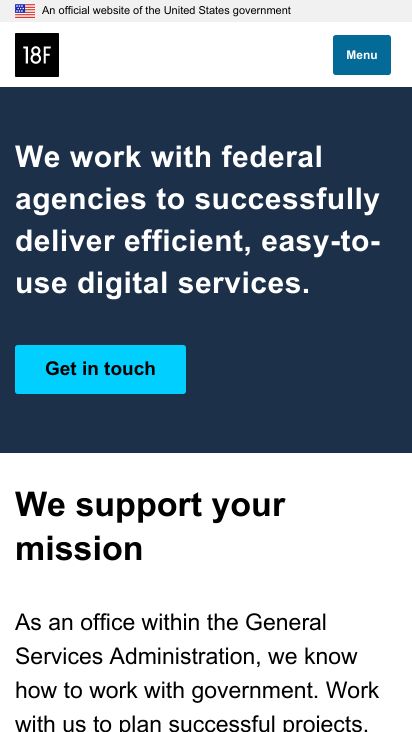 An official website of the United States government
18F
Menu
We work with federal
agencies to successfully
deliver efficient, easy-to-
use digital services.
Get in touch
We support your
mission
As an office within the General
Services Administration, we know
how to work with government. Work
with us to plan successful projects,